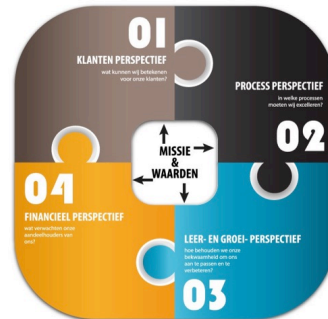 01
KLANTEN PERSPECTIEF
wat kunnen wij betekenen
voor onze klanten?
PROCESS PERSPECTIEF
in welke processen
moeten wij excelleren?
02
MISSIE
&
WAARDEN
04
FINANCIEEL PERSPECTIEF
wat verwachten onze
aandeelhouders van
ons?
LEER- EN GROEI- PERSPECTIEF
hoe behouden we onze
bekwaamheid om ons
aan te passen en te
verbeteren?
03